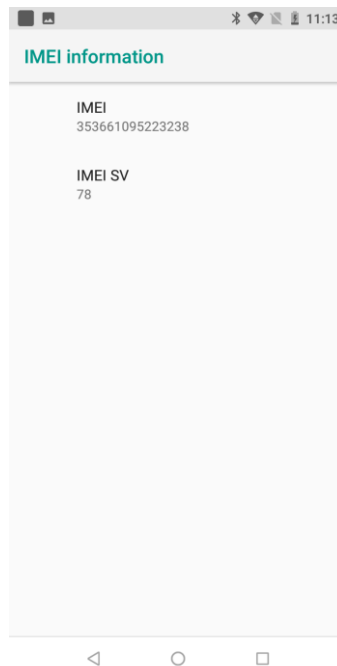 11:13
IMEI information
IMEI
353661095223238
IMEI SV
78